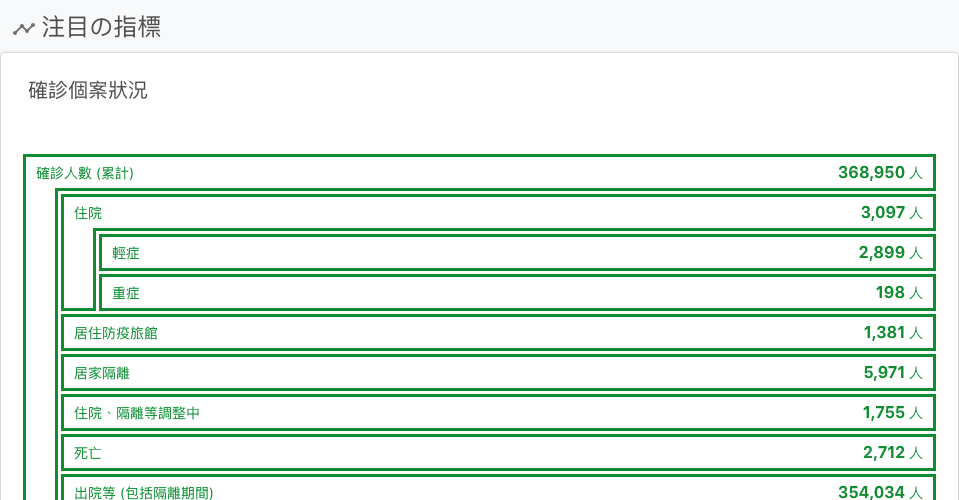 注目の指標
確診個案狀況
確診人數 (累計) 368,950 人
住院 3,097 人
輕症 2,899 人
重症 198 人
居住防疫旅館 1,381 人
居家隔離 5,971 人
住院、隔離等調整中 1,755 人
死亡 2,712 人
出院等 (包括隔離期間) 354,034 人